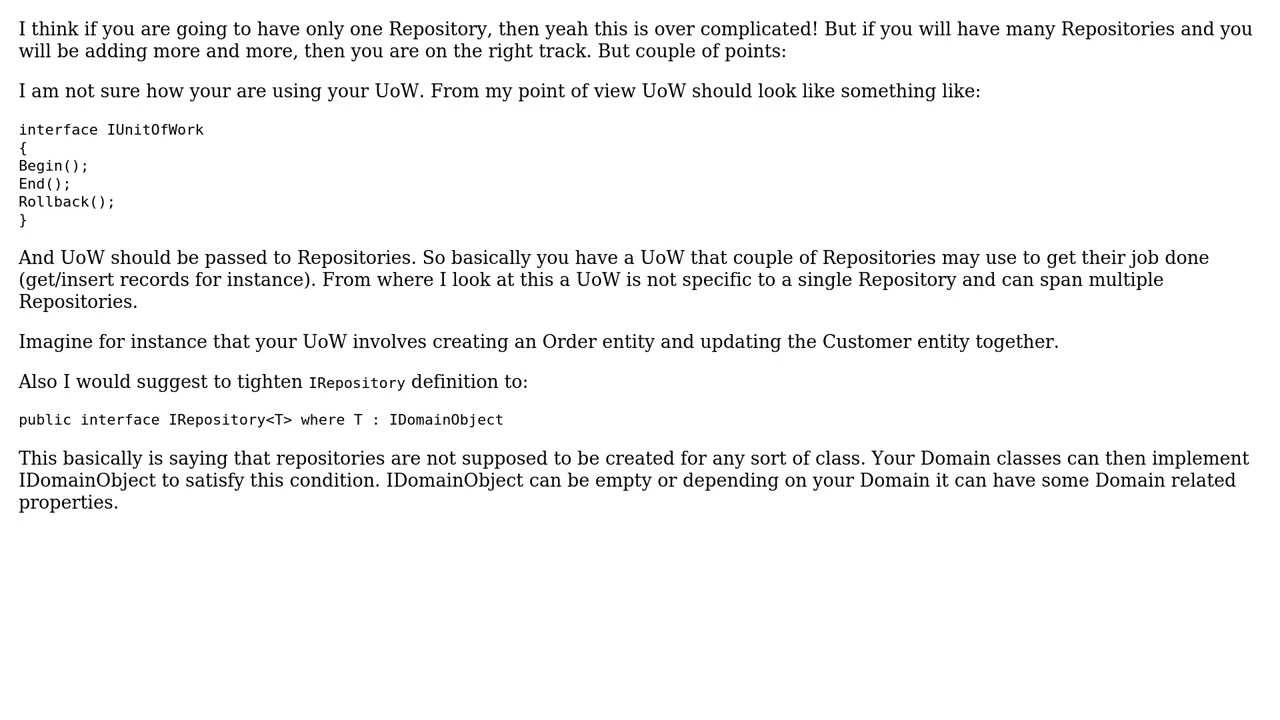 I think if you are going to have only one Repository, then yeah this is over complicated! But if you will have many Repositories and you
will be adding more and more, then you are on the right track. But couple of points:
I am not sure how your are using your UoW. From my point of view UoW should look like something like:
interface IUnitOfWork
{
Begin();
End();
Rollback();
}
And UoW should be passed to Repositories. So basically you have a UoW that couple of Repositories may use to get their job done
(get/insert records for instance). From where I look at this a UoW is not specific to a single Repository and can span multiple
Repositories.
Imagine for instance that your UoW involves creating an Order entity and updating the Customer entity together.
Also I would suggest to tighten IRepository definition to:
public interface IRepository<T> where T : IDomainObject
This basically is saying that repositories are not supposed to be created for any sort of class. Your Domain classes can then implement
IDomainObject to satisfy this condition. IDomainObject can be empty or depending on your Domain it can have some Domain related
properties.